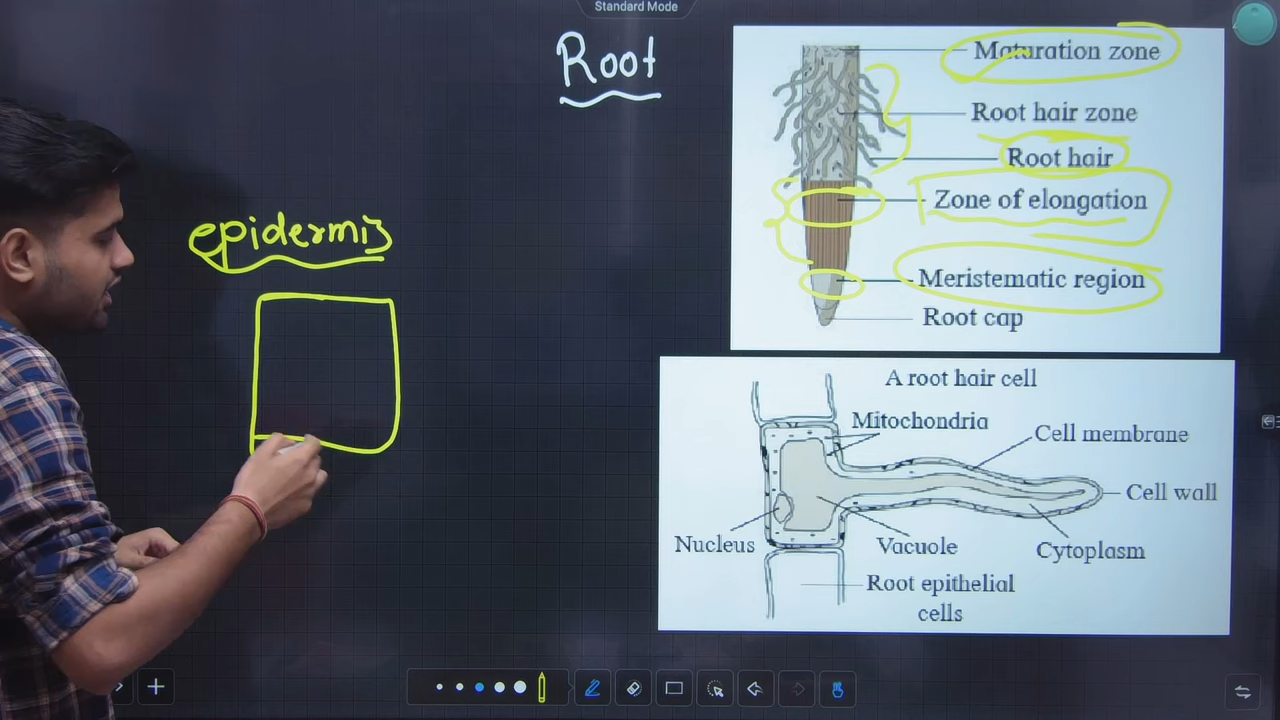 Standard Mode
Root
epidermis
Maturation zone
Root hair zone
Root hair
Zone of elongation
Meristematic region
Root cap
A root hair cell
Mitochondria
Cell membrane
Cell wall
Nucleus
Vacuole
Cytoplasm
Root epithelial
cells